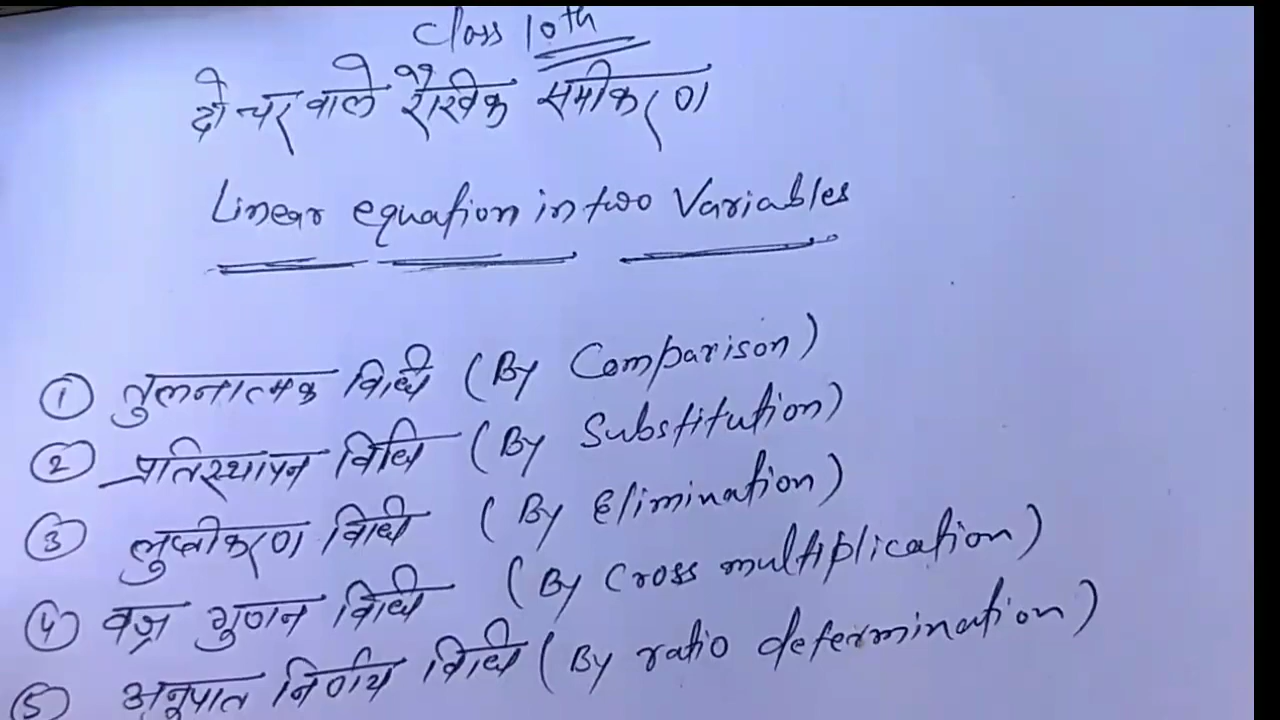 Class 10th
दो चर वाले रैखिक समीकरण
Linear equation in two Variables
① तुलनात्मक विधि (By Comparison)
② प्रतिस्थापन विधि (By Substitution)
③ लुप्तीकरण विधि (By Elimination)
④ वज्र गुणन विधि (By Cross multiplication)
⑤ अनुपात निर्णय विधि (By ratio determination)